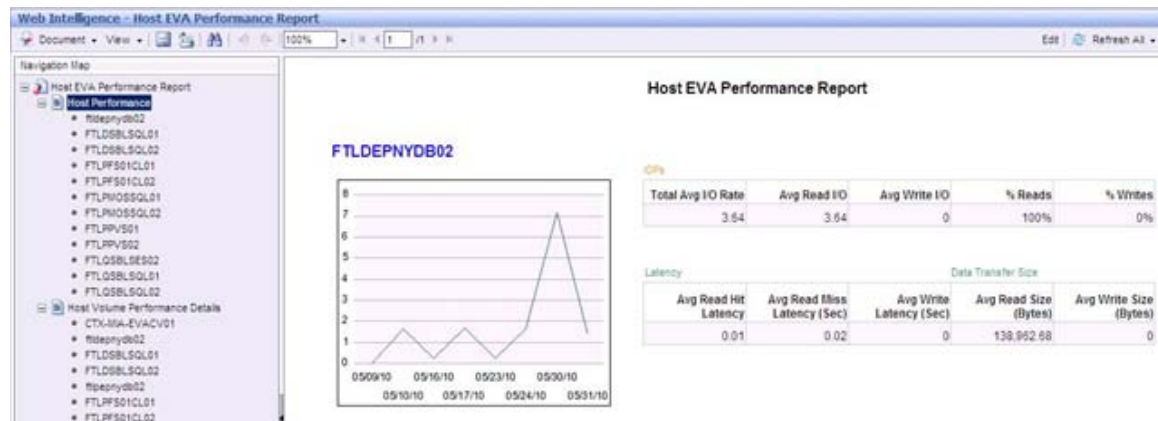 Web Intelligence - Host EVA Performance Report
Document View 100% 1 /1 Edit Refresh All
Navigation Map
Host EVA Performance Report
Host Performance
ftldepnydb02
FTLDSBLSQL01
FTLDSBLSQL02
FTLPFS01CL01
FTLPFS01CL02
FTLPMOSSQL01
FTLPMOSSQL02
FTLPPVS01
FTLPPVS02
FTLQSBLSES02
FTLQSBLSQL01
FTLQSBLSQL02
Host Volume Performance Details
CTX-MIA-EVACV01
ftldepnydb02
FTLDSBLSQL01
FTLDSBLSQL02
ftlpepnydb02
FTLPFS01CL01
FTLPFS01CL02
Host EVA Performance Report
FTLDEPNYDB02
8
7
6
5
4
3
2
1
0
05/09/10 05/16/10 05/23/10 05/30/10
05/10/10 05/17/10 05/24/10 05/31/10
IOPs
Total Avg I/O Rate Avg Read I/O Avg Write I/O % Reads % Writes
3.64 3.64 0 100% 0%
Latency Data Transfer Size
Avg Read Hit Latency Avg Read Miss Latency (Sec) Avg Write Latency (Sec) Avg Read Size (Bytes) Avg Write Size (Bytes)
0.01 0.02 0 138,962.68 0